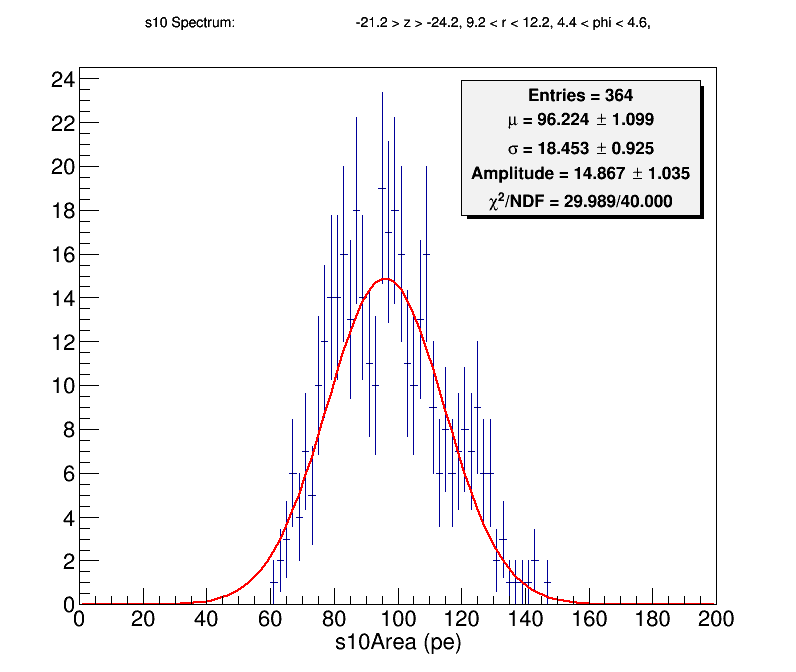 s10 Spectrum: -21.2 > z > -24.2, 9.2 < r < 12.2, 4.4 < phi < 4.6,
Entries = 364
μ = 96.224 ± 1.099
σ = 18.453 ± 0.925
Amplitude = 14.867 ± 1.035
χ²/NDF = 29.989/40.000
24
22
20
18
16
14
12
10
8
6
4
2
0
0 20 40 60 80 100 120 140 160 180 200
s10Area (pe)